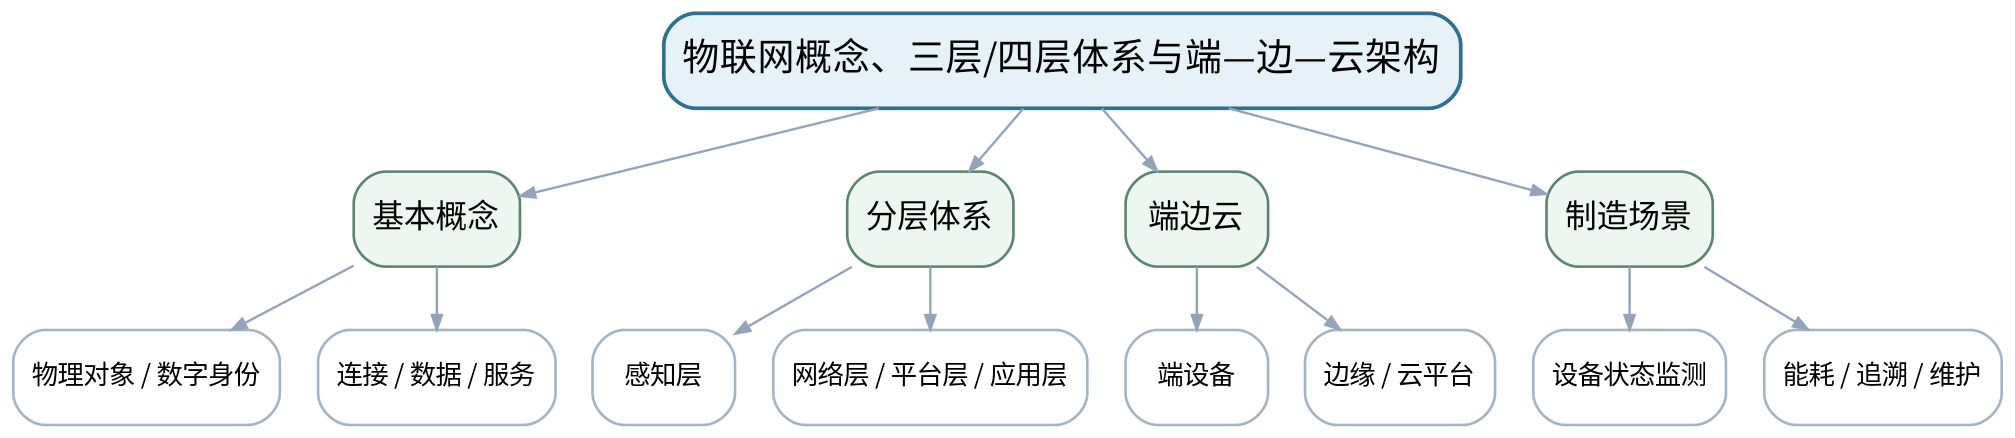 物联网概念、三层/四层体系与端—边—云架构
基本概念
分层体系
端边云
制造场景
物理对象 / 数字身份
连接 / 数据 / 服务
感知层
网络层 / 平台层 / 应用层
端设备
边缘 / 云平台
设备状态监测
能耗 / 追溯 / 维护